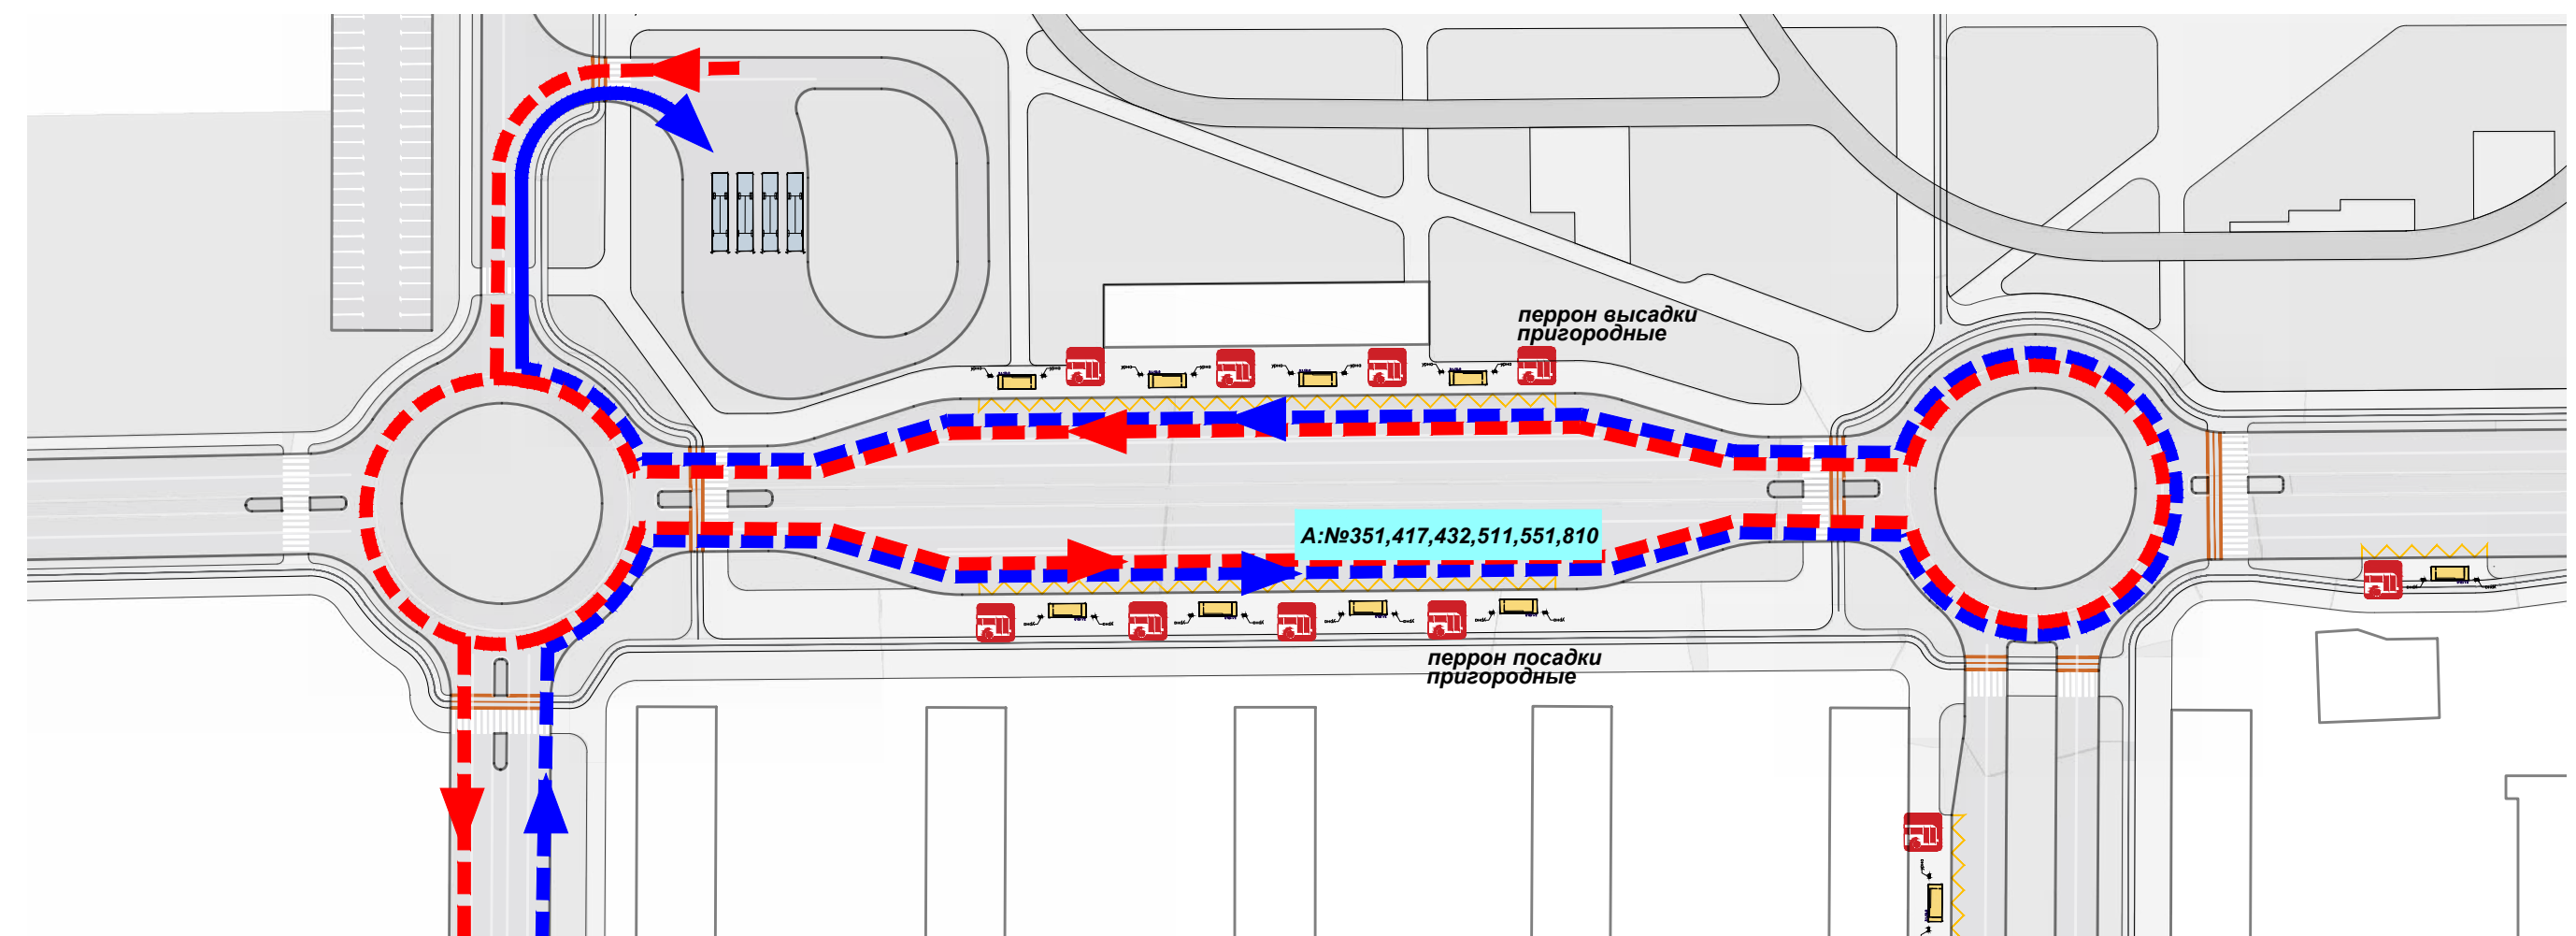 перрон высадки
пригородные
А:№351,417,432,511,551,810
перрон посадки
пригородные